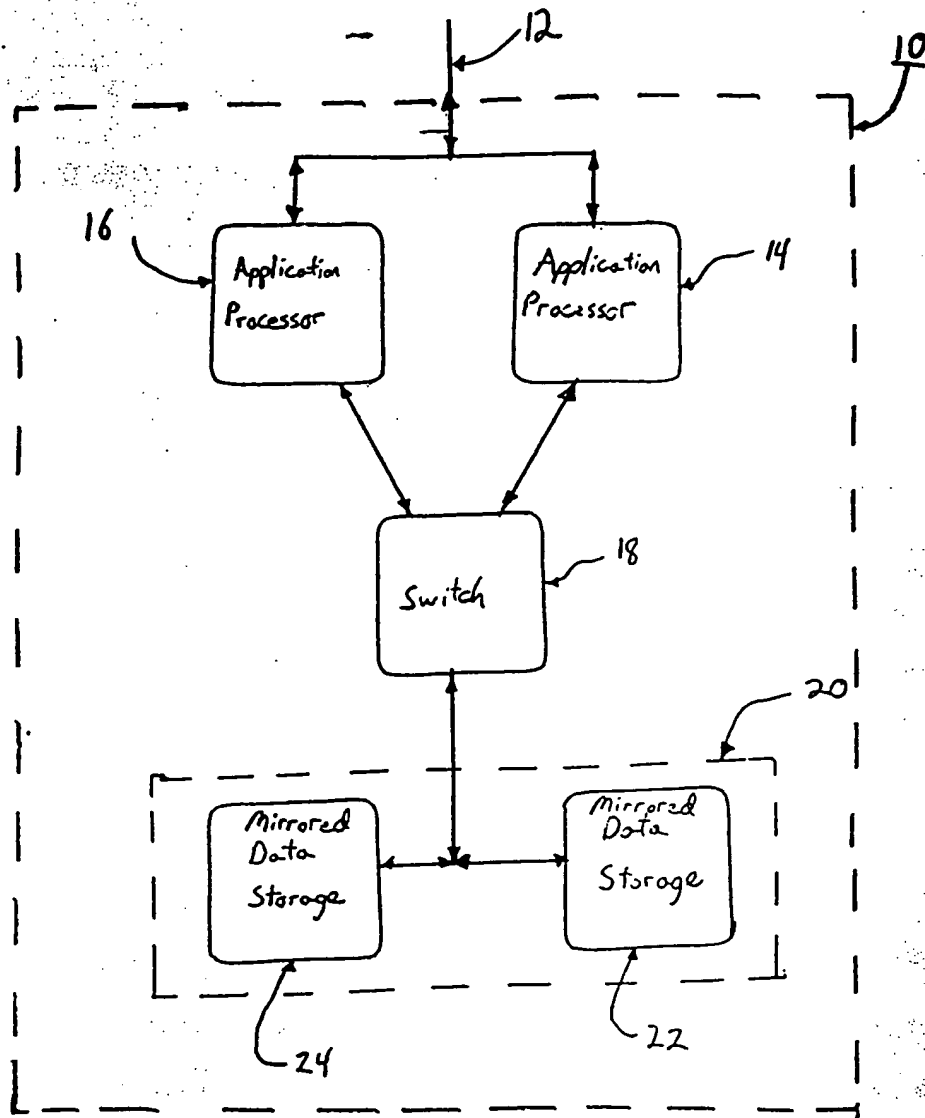 12
10
16
Application
Processor
Application
Processor
14
Switch
18
20
Mirrored
Data
Storage
Mirrored
Data
Storage
24
22